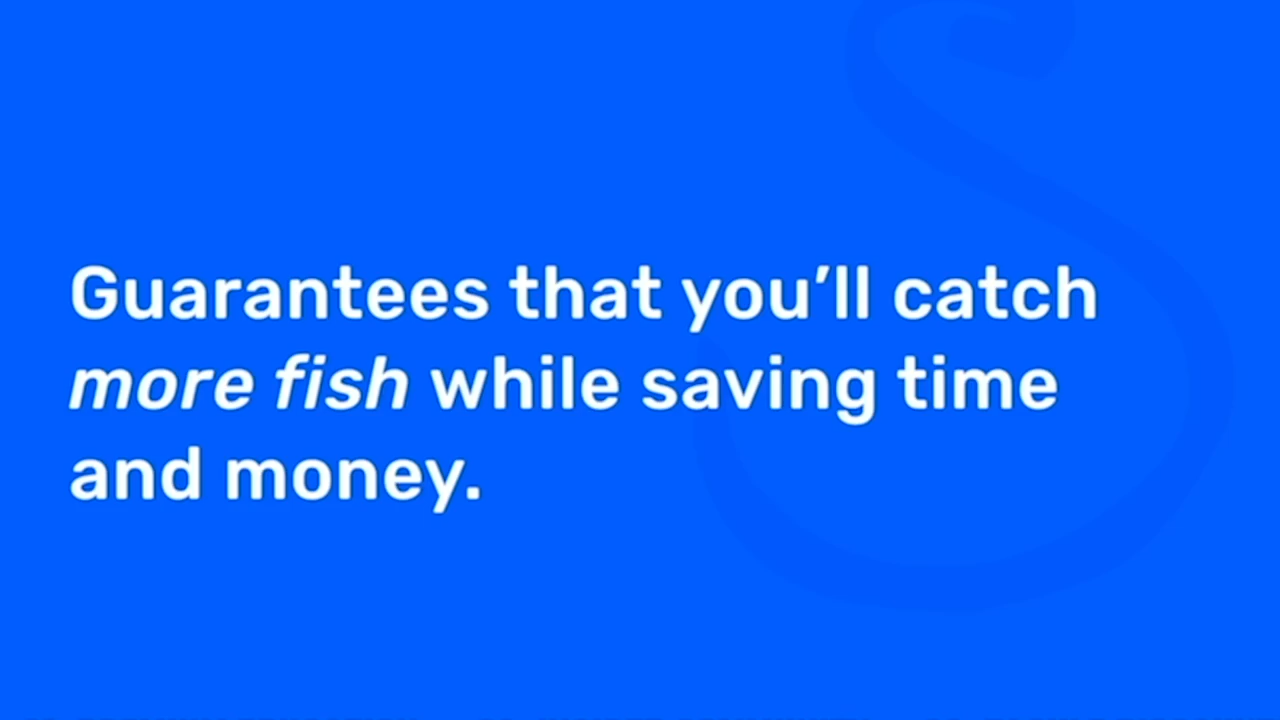 Guarantees that you’ll catch
more fish while saving time
and money.